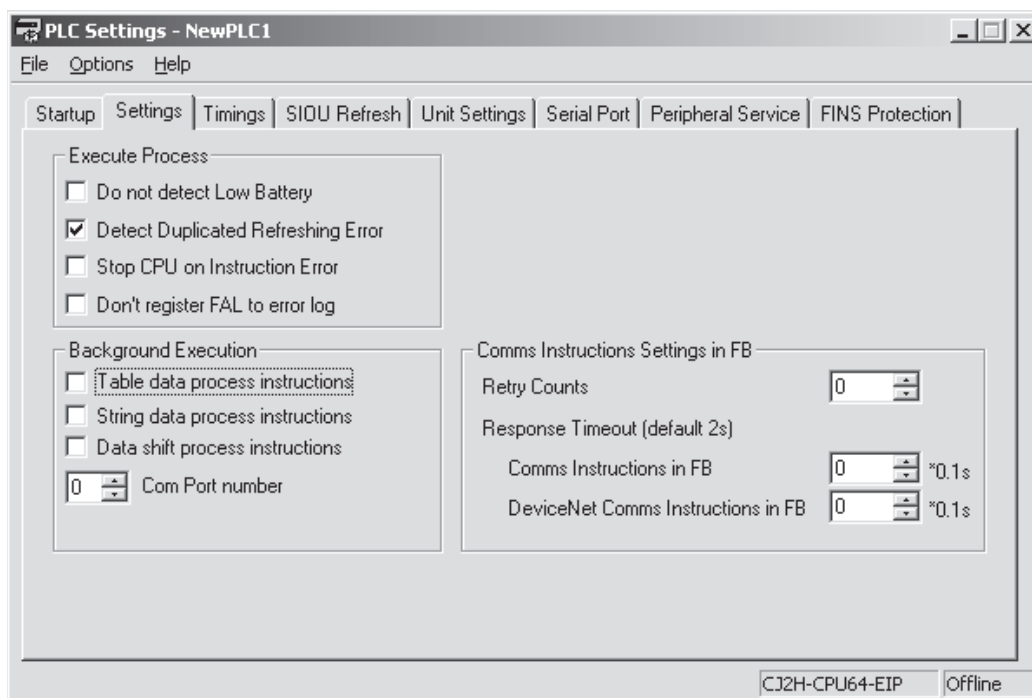 PLC Settings - NewPLC1
File Options Help
Startup Settings Timings SIOU Refresh Unit Settings Serial Port Peripheral Service FINS Protection
Execute Process
Do not detect Low Battery
Detect Duplicated Refreshing Error
Stop CPU on Instruction Error
Don't register FAL to error log
Background Execution
Table data process instructions
String data process instructions
Data shift process instructions
0 Com Port number
Comms Instructions Settings in FB
Retry Counts 0
Response Timeout (default 2s)
Comms Instructions in FB 0 *0.1s
DeviceNet Comms Instructions in FB 0 *0.1s
CJ2H-CPU64-EIP Offline